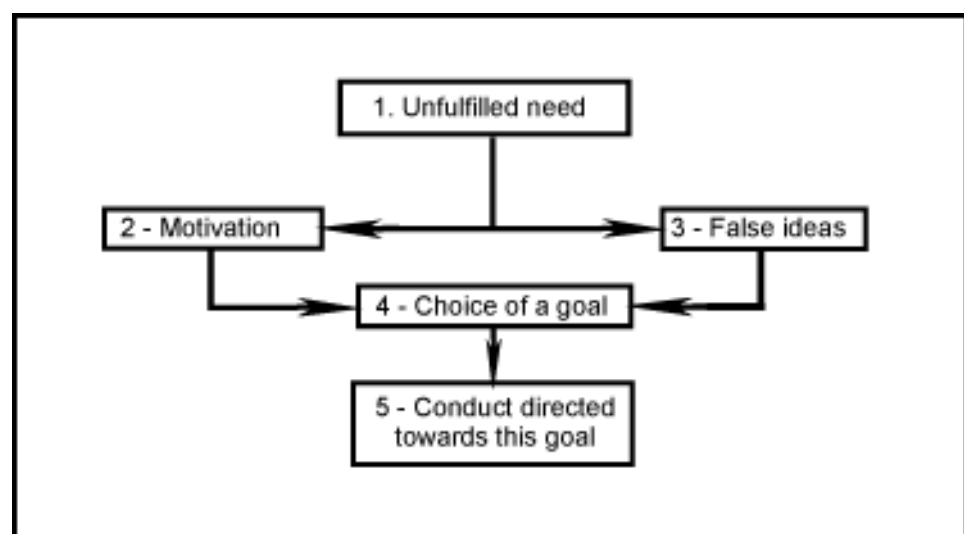 1. Unfulfilled need
2 - Motivation
3 - False ideas
4 - Choice of a goal
5 - Conduct directed
towards this goal